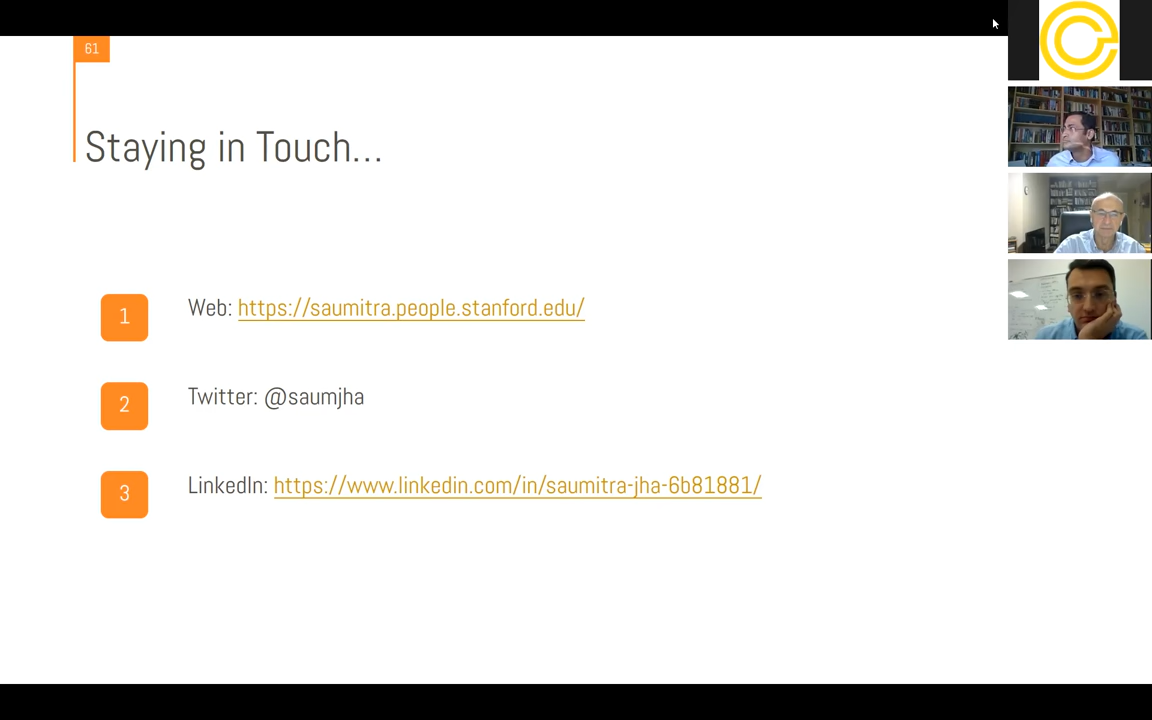 61
Staying in Touch...
1
Web: https://saumitra.people.stanford.edu/
2
Twitter: @saumjha
3
LinkedIn: https://www.linkedin.com/in/saumitra-jha-6b81881/